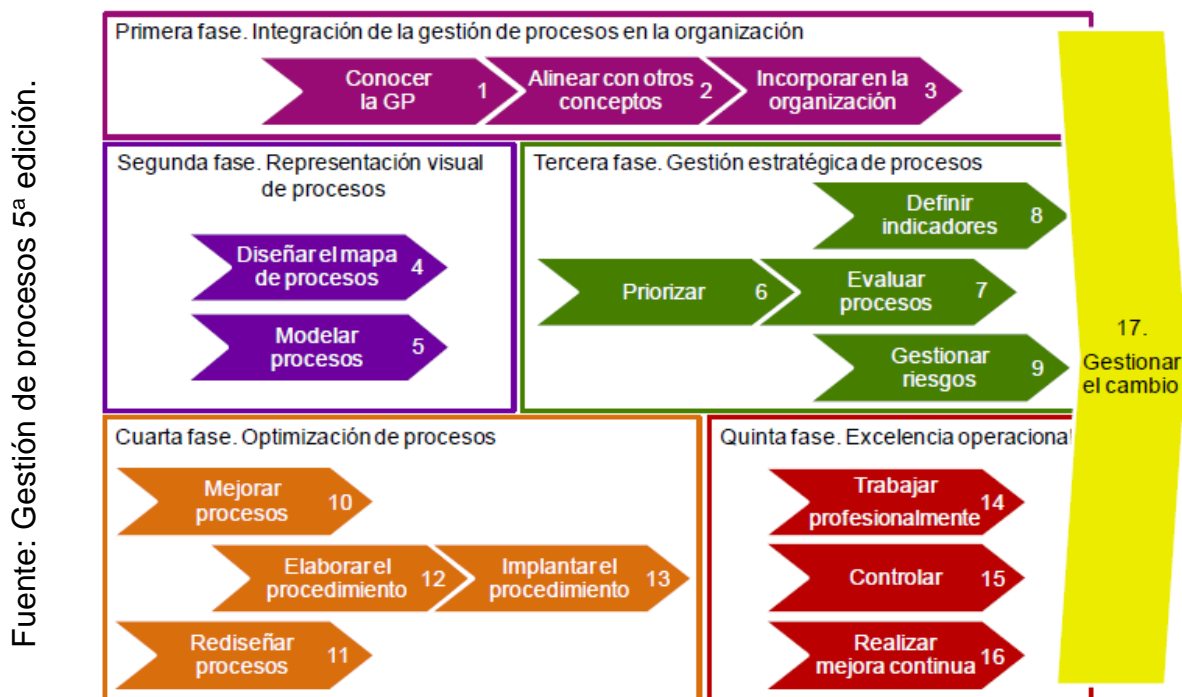 Fuente: Gestión de procesos 5ª edición.
Primera fase. Integración de la gestión de procesos en la organización
Conocer
la GP
1
Alinear con otros
conceptos
2
Incorporar en la
organización
3
Segunda fase. Representación visual
de procesos
Diseñar el mapa
de procesos
4
Modelar
procesos
5
Tercera fase. Gestión estratégica de procesos
Definir
indicadores
8
Priorizar
6
Evaluar
procesos
7
Gestionar
riesgos
9
Cuarta fase. Optimización de procesos
Mejorar
procesos
10
Elaborar el
procedimiento
12
Implantar el
procedimiento
13
Rediseñar
procesos
11
Quinta fase. Excelencia operacional
Trabajar
profesionalmente
14
Controlar
15
Realizar
mejora continua
16
17.
Gestionar
el cambio